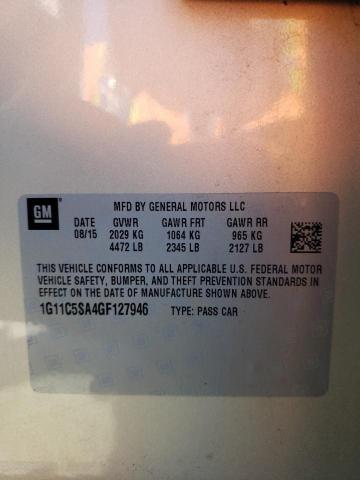 GM
MFD BY GENERAL MOTORS LLC
DATE GVWR GAWR FRT GAWR RR
08/15 2029 KG 1064 KG 965 KG
4472 LB 2345 LB 2127 LB
THIS VEHICLE CONFORMS TO ALL APPLICABLE U.S. FEDERAL MOTOR
VEHICLE SAFETY, BUMPER, AND THEFT PREVENTION STANDARDS IN
EFFECT ON THE DATE OF MANUFACTURE SHOWN ABOVE.
1G11C5SA4GF127946 TYPE: PASS CAR